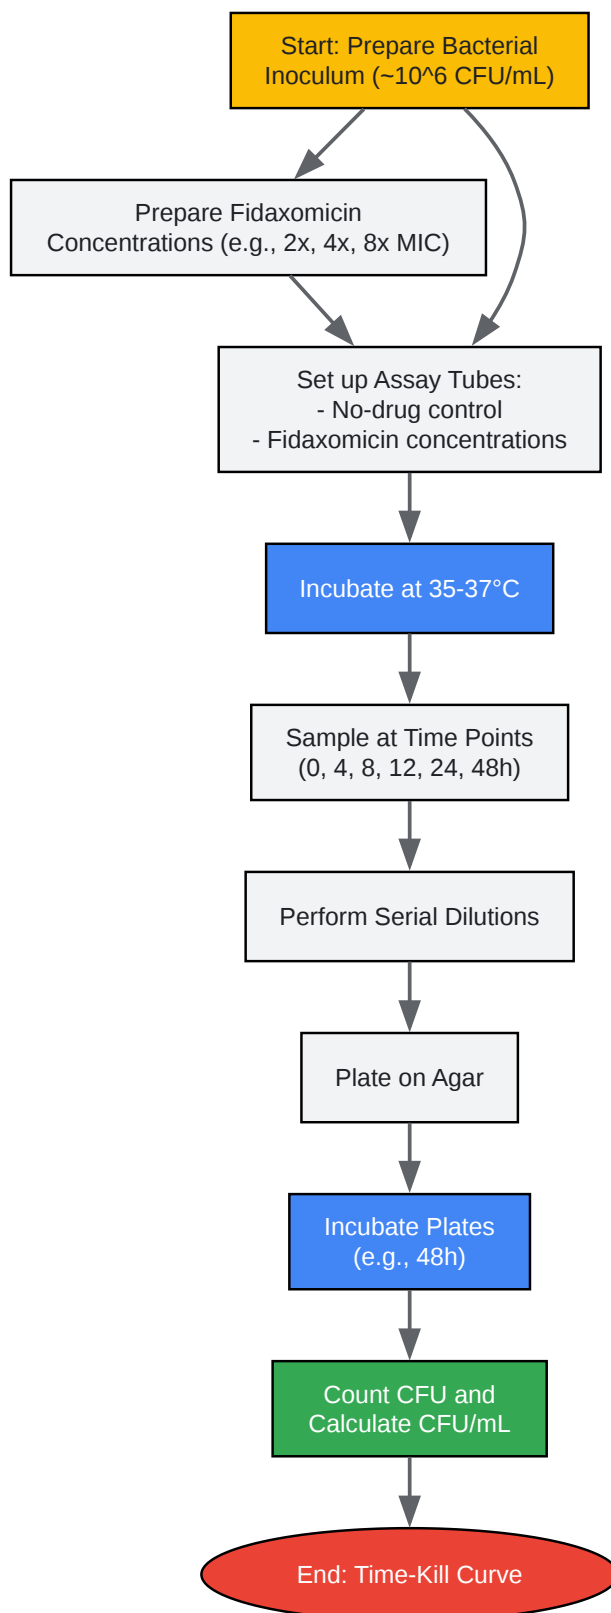 Start: Prepare Bacterial
Inoculum (~10^6 CFU/mL)
Prepare Fidaxomicin
Concentrations (e.g., 2x, 4x, 8x MIC)
Set up Assay Tubes:
- No-drug control
- Fidaxomicin concentrations
Incubate at 35-37°C
Sample at Time Points
(0, 4, 8, 12, 24, 48h)
Perform Serial Dilutions
Plate on Agar
Incubate Plates
(e.g., 48h)
Count CFU and
Calculate CFU/mL
End: Time-Kill Curve